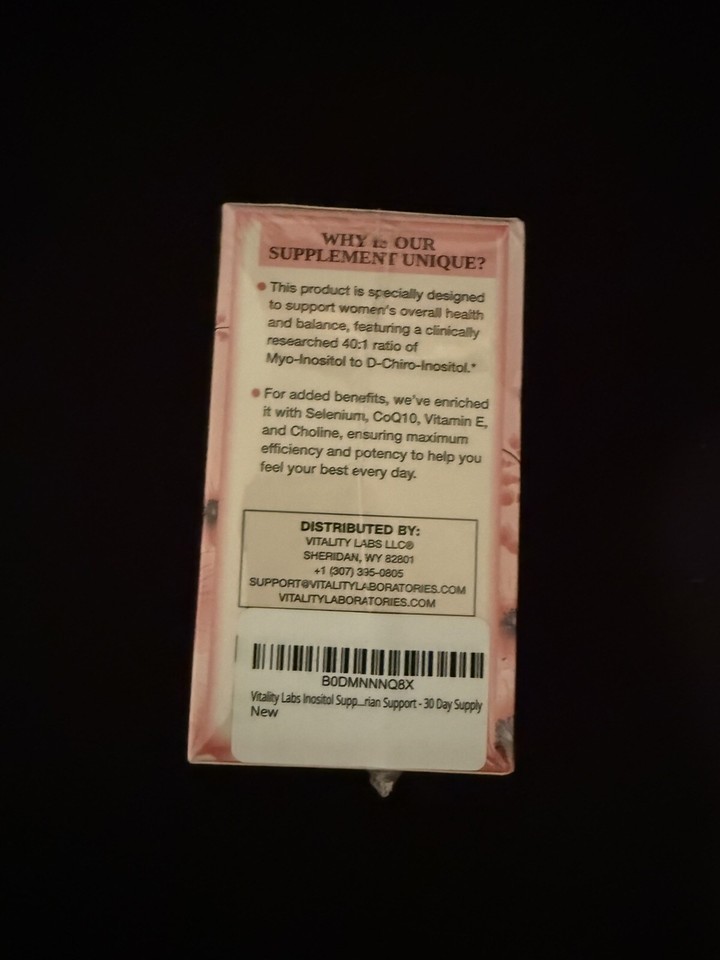 WHY IS OUR
SUPPLEMENT UNIQUE?
This product is specially designed
to support women's overall health
and balance, featuring a clinically
researched 40:1 ratio of
Myo-Inositol to D-Chiro-Inositol.*
For added benefits, we've enriched
it with Selenium, CoQ10, Vitamin E,
and Choline, ensuring maximum
efficiency and potency to help you
feel your best every day.
DISTRIBUTED BY:
VITALITY LABS LLC®
SHERIDAN, WY 82801
+1 (307) 395-0805
SUPPORT@VITALITYLABORATORIES.COM
VITALITYLABORATORIES.COM
B0DMNNNQ8X
Vitality Labs Inositol Supp...rian Support - 30 Day Supply
New